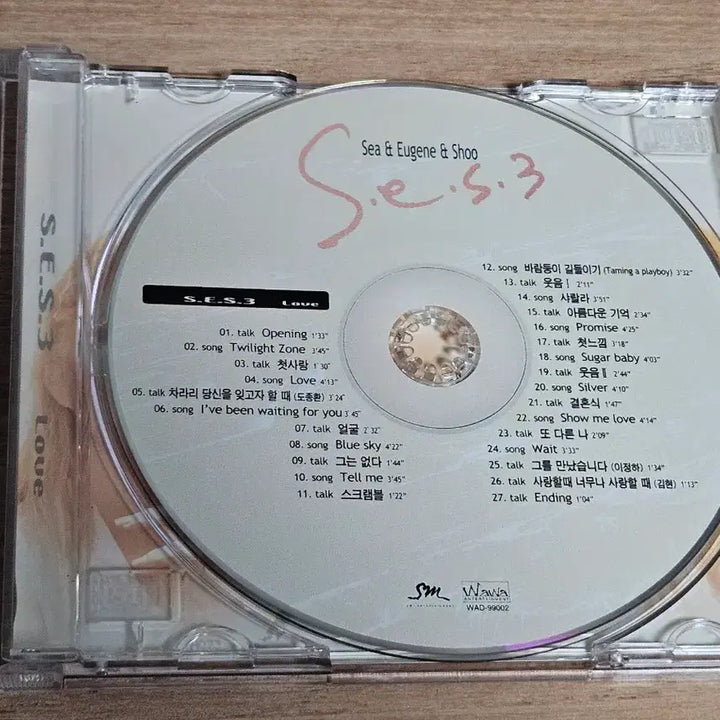 Sea & Eugene & Shoo
S.e.s.3
S.E.S.3 Love
01. talk Opening 1'33"
02. song Twilight Zone 3'45"
03. talk 첫사랑 1'30"
04. song Love 4'13"
05. talk 차라리 당신을 잊고자 할 때 (도종환) 3'24"
06. song I've been waiting for you 3'45"
07. talk 얼굴 2'32"
08. song Blue sky 4'22"
09. talk 그는 없다 1'44"
10. song Tell me 3'45"
11. talk 스크램블 1'22"
12. song 바람둥이 길들이기 (Taming a playboy) 3'32"
13. talk 웃음 Ⅰ 2'11"
14. song 샤랄라 3'51"
15. talk 아름다운 기억 2'34"
16. song Promise 4'25"
17. talk 첫느낌 3'18"
18. song Sugar baby 4'03"
19. talk 웃음 Ⅱ 2'44"
20. song Silver 4'10"
21. talk 결혼식 1'47"
22. song Show me love 4'14"
23. talk 또 다른 나 2'09"
24. song Wait 3'33"
25. talk 그를 만났습니다 (이정하) 1'34"
26. talk 사랑할때 너무나 사랑할 때 (김현) 1'13"
27. talk Ending 1'04"
SM
WaWa
ENTERTAINMENT
WAD-99002
S.E.S.3 Love